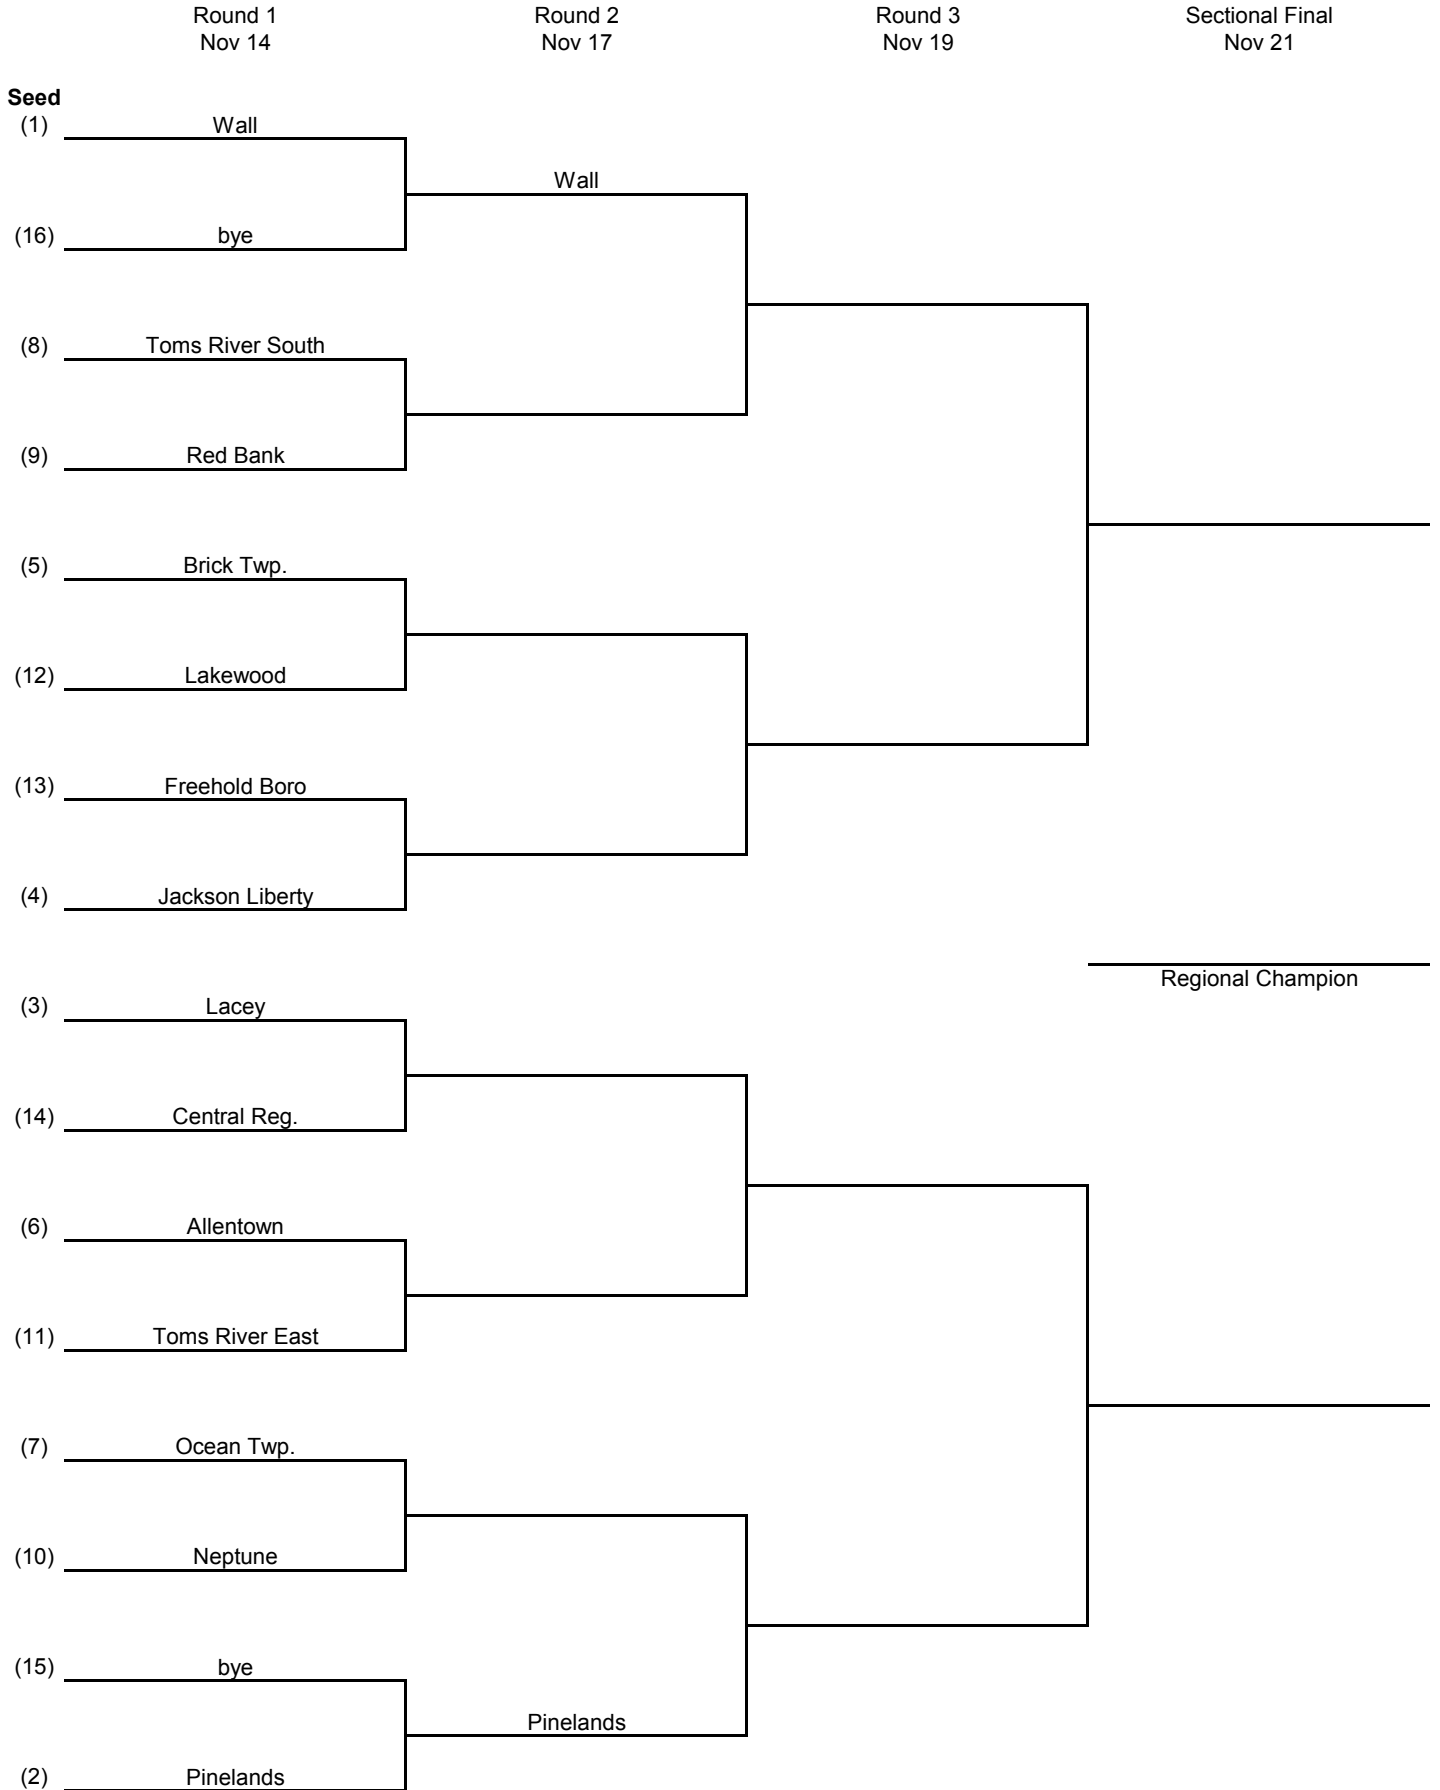 Round 1 Round 2 Round 3 Sectional Final
Nov 14 Nov 17 Nov 19 Nov 21
Seed
(1) Wall
Wall
(16) bye
(8) Toms River South
(9) Red Bank
(5) Brick Twp.
(12) Lakewood
(13) Freehold Boro
(4) Jackson Liberty
Regional Champion
(3) Lacey
(14) Central Reg.
(6) Allentown
(11) Toms River East
(7) Ocean Twp.
(10) Neptune
(15) bye
Pinelands
(2) Pinelands